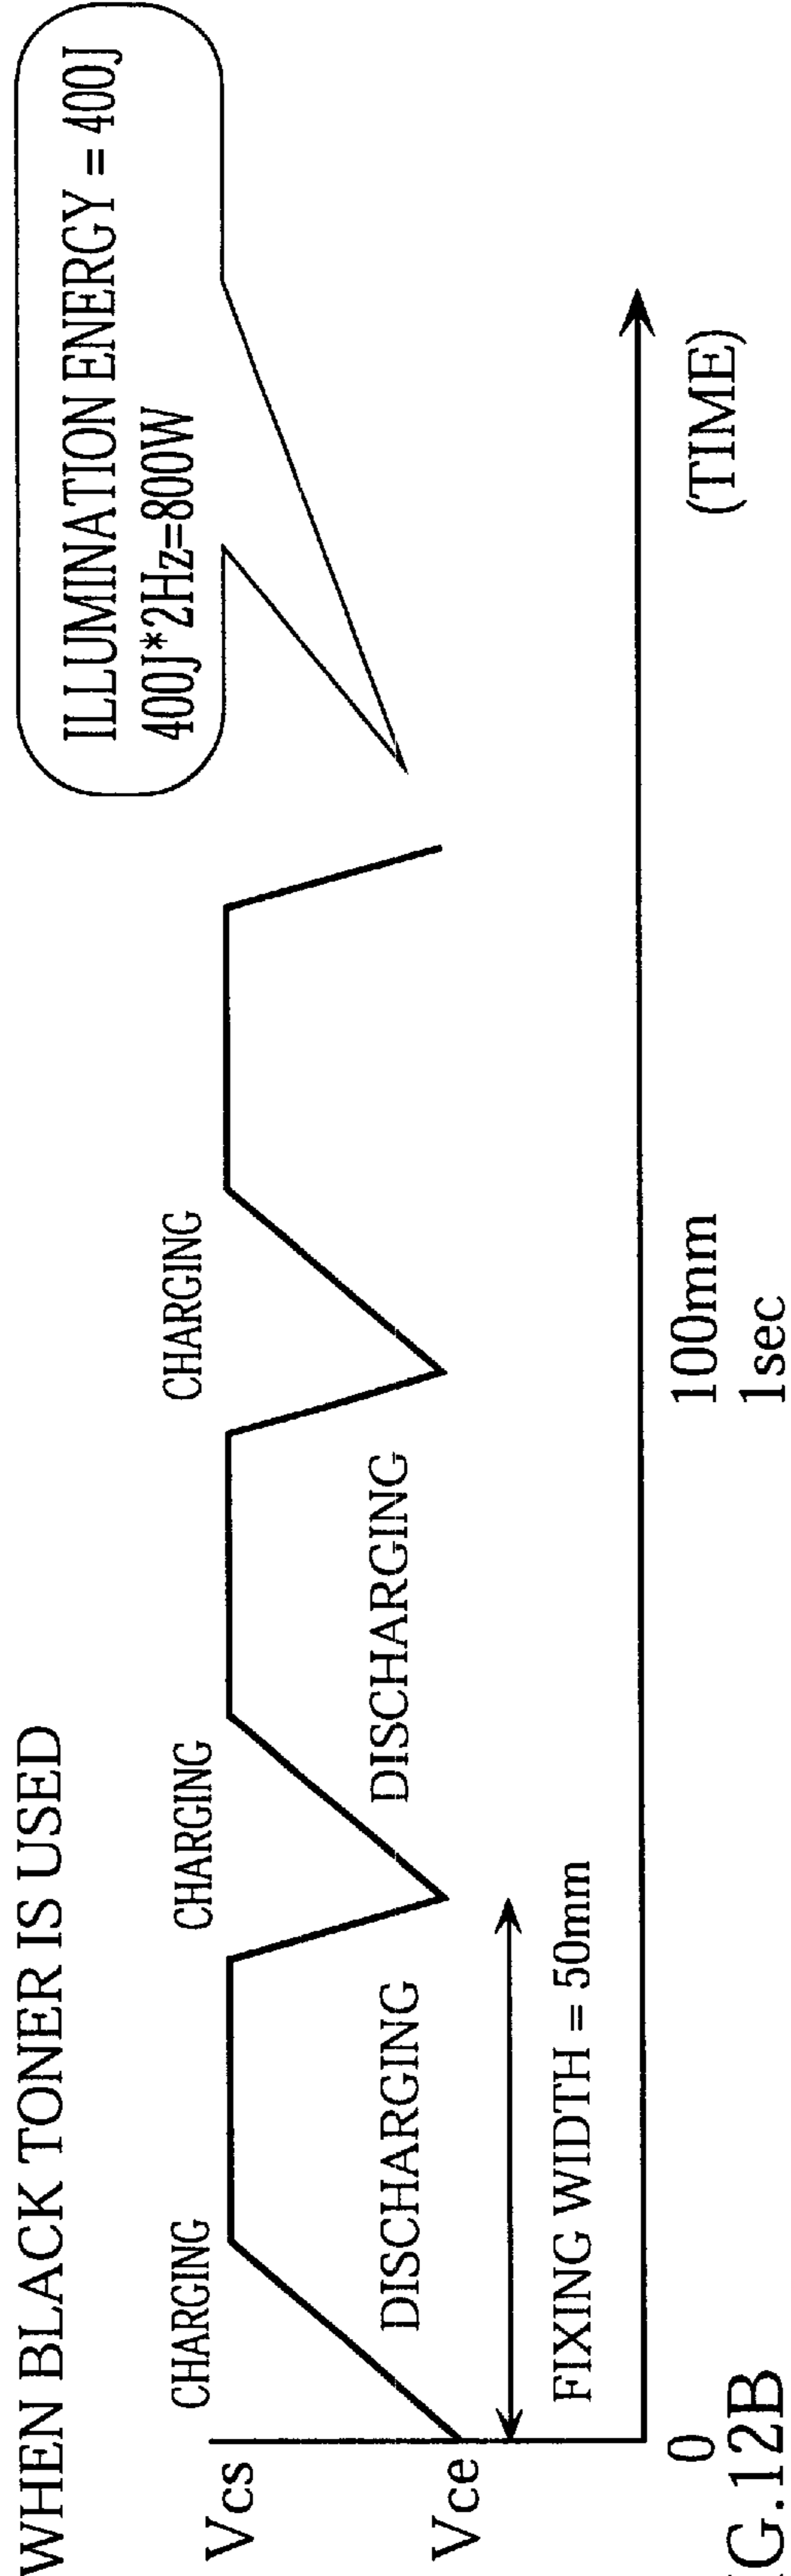 WHEN BLACK TONER IS USED
ILLUMINATION ENERGY = 400J
400J*2Hz=800W
CHARGING
CHARGING
CHARGING
Vcs
DISCHARGING
DISCHARGING
Vce
FIXING WIDTH = 50mm
0
100mm
1sec
(TIME)
G.12B